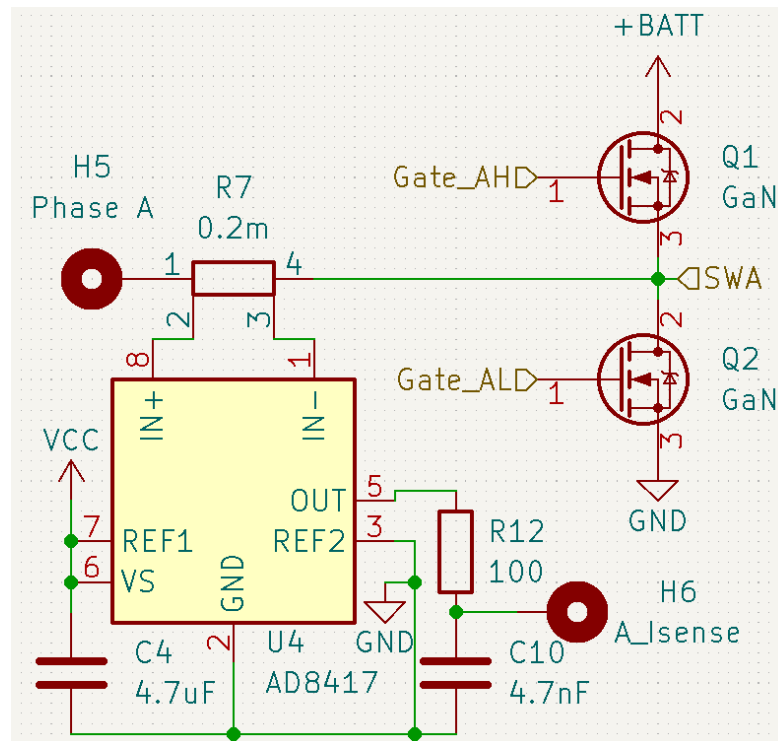 +BATT
2
Q1
GaN
Gate_AH
1
3
H5
Phase A
R7
0.2m
1
4
SWA
2
3
2
Q2
GaN
Gate_AL
1
3
GND
8
1
IN+
IN-
VCC
OUT
5
7
REF1
REF2
3
6
VS
GND
2
R12
100
GND
H6
A_Isense
U4
AD8417
C4
4.7uF
C10
4.7nF